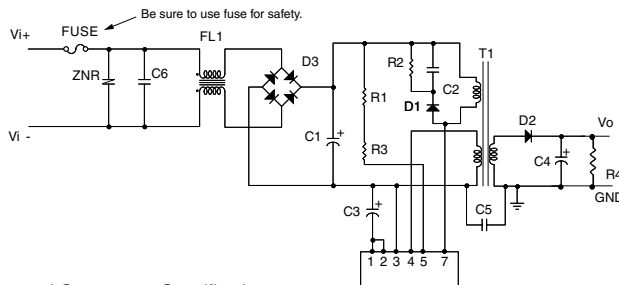 Be sure to use fuse for safety.
Vi+
FUSE
FL1
T1
D3
R2
C2
ZNR
C6
R1
D1
C1
+
D2
Vo
R3
C4
+
R4
Vi -
GND
C3
+
C5
1 2 3 4 5 7